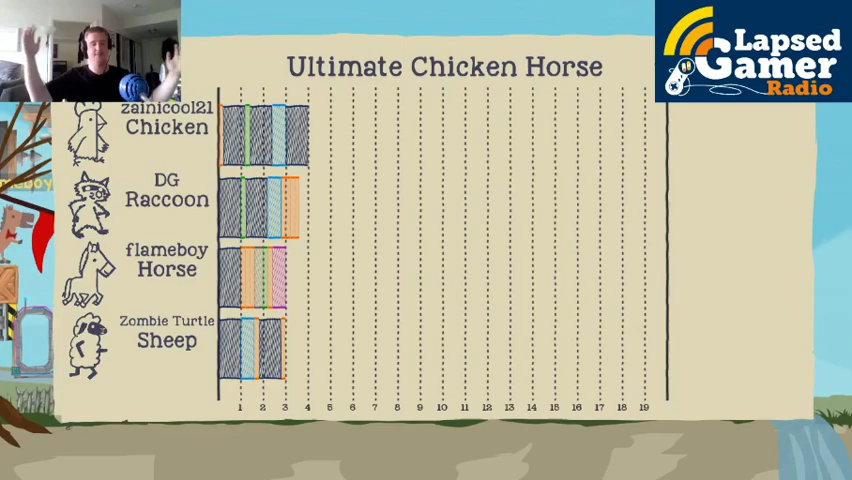 Lapsed
Gamer
Radio
Ultimate Chicken Horse
zainicool21
Chicken
DG
Raccoon
flameboy
Horse
Zombie Turtle
Sheep
1 2 3 4 5 6 7 8 9 10 11 12 13 14 15 16 17 18 19